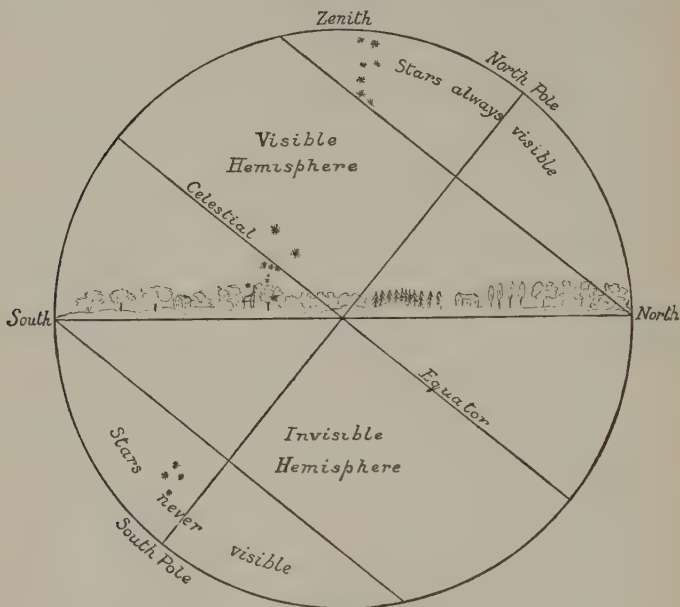 Zenith
North Pole
Stars always
visible
Visible
Hemisphere
Celestial
South
North
Equator
Invisible
Hemisphere
Stars
never
visible
South Pole